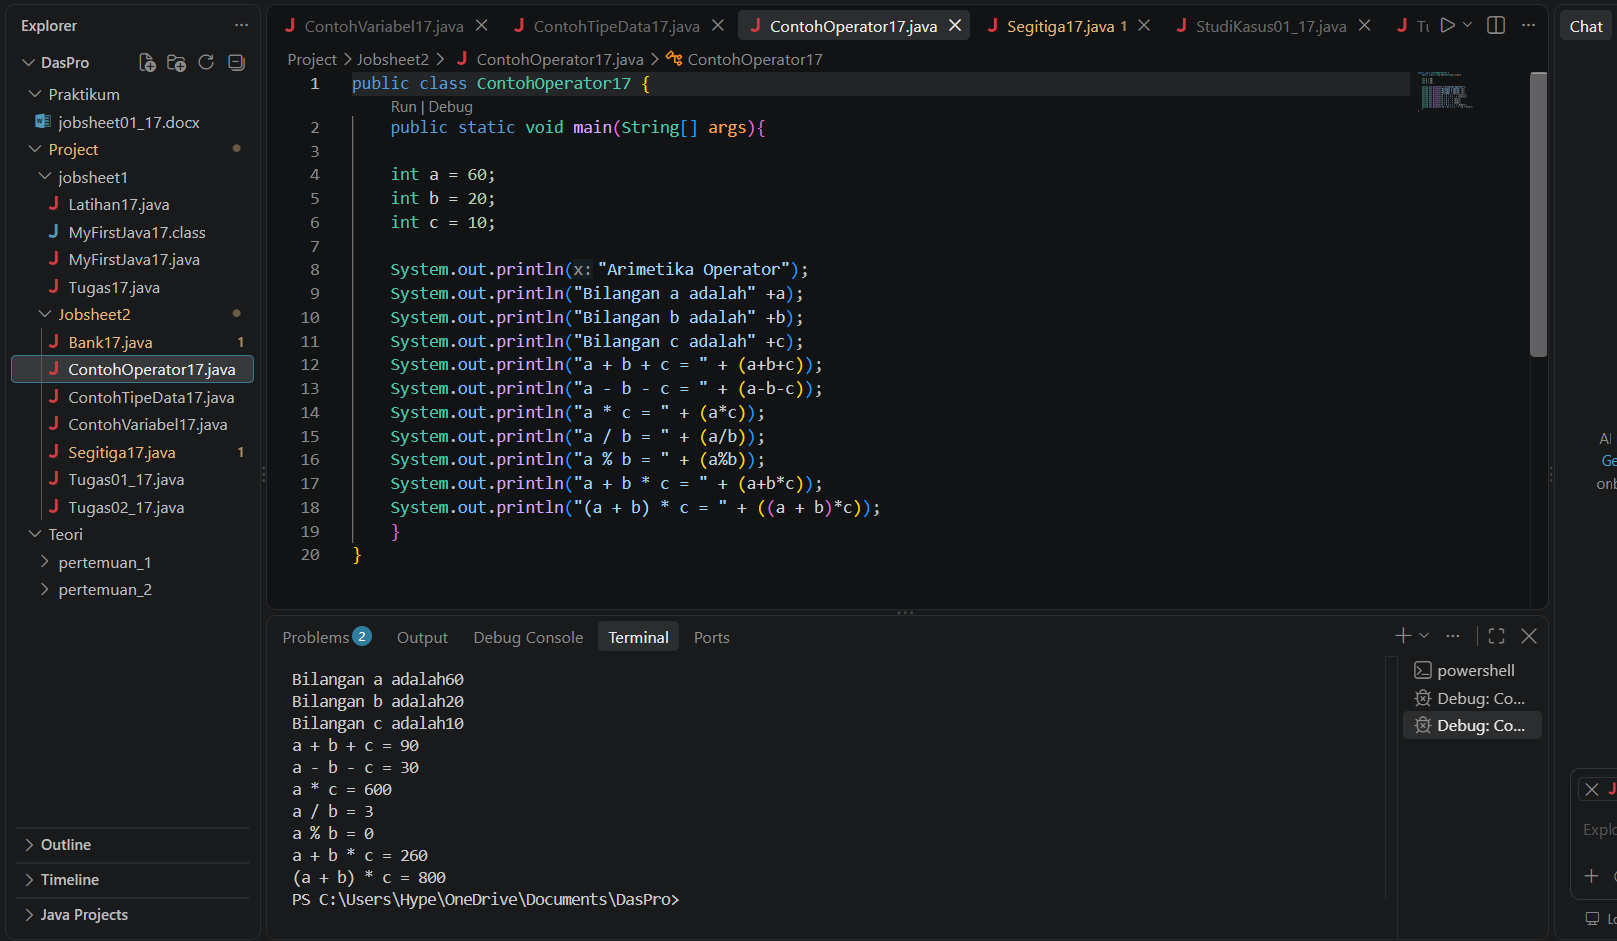 Explorer
DasPro
Praktikum
jobsheet01_17.docx
Project
jobsheet1
Latihan17.java
MyFirstJava17.class
MyFirstJava17.java
Tugas17.java
Jobsheet2
Bank17.java 1
ContohOperator17.java
ContohTipeData17.java
ContohVariabel17.java
Segitiga17.java 1
Tugas01_17.java
Tugas02_17.java
Teori
pertemuan_1
pertemuan_2
Outline
Timeline
Java Projects
ContohVariabel17.java ContohTipeData17.java ContohOperator17.java Segitiga17.java 1 StudiKasus01_17.java
Project > Jobsheet2 > ContohOperator17.java > ContohOperator17
1 public class ContohOperator17 {
Run | Debug
2 public static void main(String[] args){
3
4 int a = 60;
5 int b = 20;
6 int c = 10;
7
8 System.out.println(x: "Arimetika Operator");
9 System.out.println("Bilangan a adalah" +a);
10 System.out.println("Bilangan b adalah" +b);
11 System.out.println("Bilangan c adalah" +c);
12 System.out.println("a + b + c = " + (a+b+c));
13 System.out.println("a - b - c = " + (a-b-c));
14 System.out.println("a * c = " + (a*c));
15 System.out.println("a / b = " + (a/b));
16 System.out.println("a % b = " + (a%b));
17 System.out.println("a + b * c = " + (a+b*c));
18 System.out.println("(a + b) * c = " + ((a + b)*c));
19 }
20 }
Problems 2 Output Debug Console Terminal Ports
Bilangan a adalah60
Bilangan b adalah20
Bilangan c adalah10
a + b + c = 90
a - b - c = 30
a * c = 600
a / b = 3
a % b = 0
a + b * c = 260
(a + b) * c = 800
PS C:\Users\Hype\OneDrive\Documents\DasPro>
powershell
Debug: Co...
Debug: Co...
Chat
AI